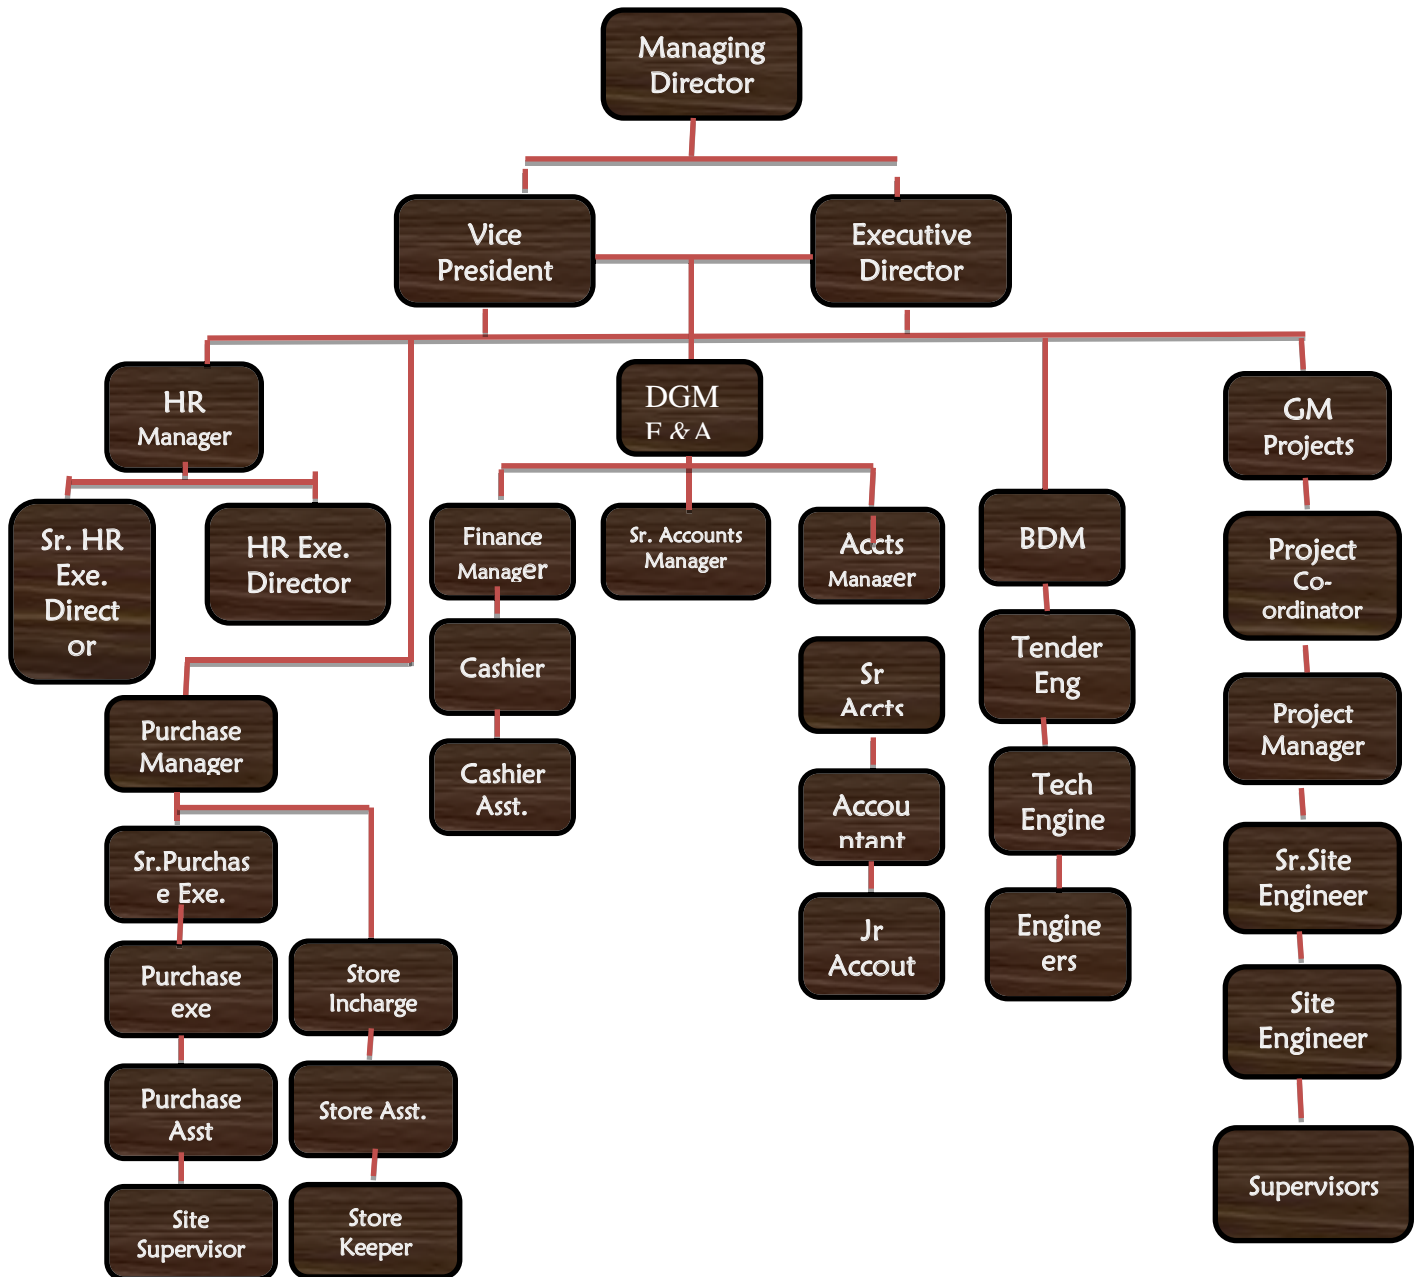 Managing
Director
Vice
President
Executive
Director
HR
Manager
DGM
F & A
GM
Projects
Sr. HR
Exe.
Direct
or
HR Exe.
Director
Finance
Manager
Sr. Accounts
Manager
Accts
Manager
BDM
Project
Co-
ordinator
Cashier
Sr
Accts
Tender
Eng
Project
Manager
Purchase
Manager
Cashier
Asst.
Accou
ntant
Tech
Engine
Sr.Purchas
e Exe.
Sr.Site
Engineer
Jr
Accout
Engine
ers
Purchase
exe
Store
Incharge
Site
Engineer
Purchase
Asst
Store Asst.
Supervisors
Site
Supervisor
Store
Keeper